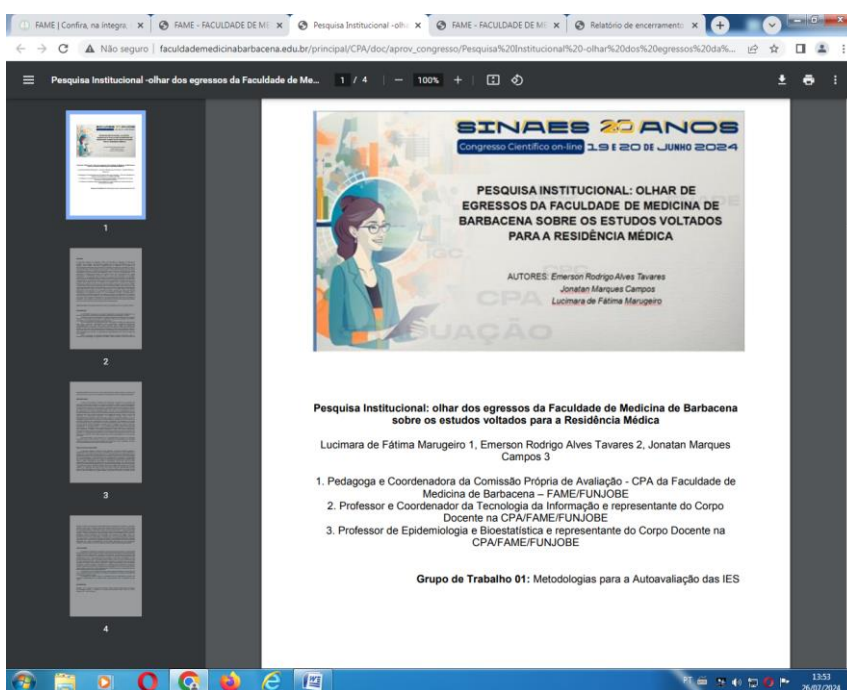 FAME | Confira, na íntegra,
FAME - FACULDADE DE ME
Pesquisa Institucional -olha
FAME - FACULDADE DE ME
Relatório de encerramento
Não seguro | faculdademedicinabarbacena.edu.br/principal/CPA/doc/aprov_congresso/Pesquisa%20Institucional%20-olhar%20dos%20egressos%20da%...
Pesquisa Institucional -olhar dos egressos da Faculdade de Me...
1 / 4
100%
SINAES 20 ANOS
Congresso Científico on-line 19 E 20 DE JUNHO 2024
PESQUISA INSTITUCIONAL: OLHAR DE
EGRESSOS DA FACULDADE DE MEDICINA DE
BARBACENA SOBRE OS ESTUDOS VOLTADOS
PARA A RESIDÊNCIA MÉDICA
IGC
AUTORES: Emerson Rodrigo Alves Tavares
Jonatan Marques Campos
Lucimara de Fátima Marugeiro
CPA
Pesquisa Institucional: olhar dos egressos da Faculdade de Medicina de Barbacena
sobre os estudos voltados para a Residência Médica
Lucimara de Fátima Marugeiro 1, Emerson Rodrigo Alves Tavares 2, Jonatan Marques
Campos 3
1. Pedagoga e Coordenadora da Comissão Própria de Avaliação - CPA da Faculdade de
Medicina de Barbacena – FAME/FUNJOBE
2. Professor e Coordenador da Tecnologia da Informação e representante do Corpo
Docente na CPA/FAME/FUNJOBE
3. Professor de Epidemiologia e Bioestatística e representante do Corpo Docente na
CPA/FAME/FUNJOBE
Grupo de Trabalho 01: Metodologias para a Autoavaliação das IES
1
2
3
4
PT
13:53
26/07/2024